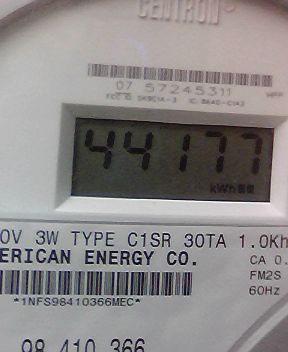 CENTRON
07 57245311
44177
kWh
0V 3W TYPE C1SR 30TA 1.0Kh
ERICAN ENERGY CO.
CA 0.
FM2S
60Hz
*1NFS98410366MEC*
98 410 366